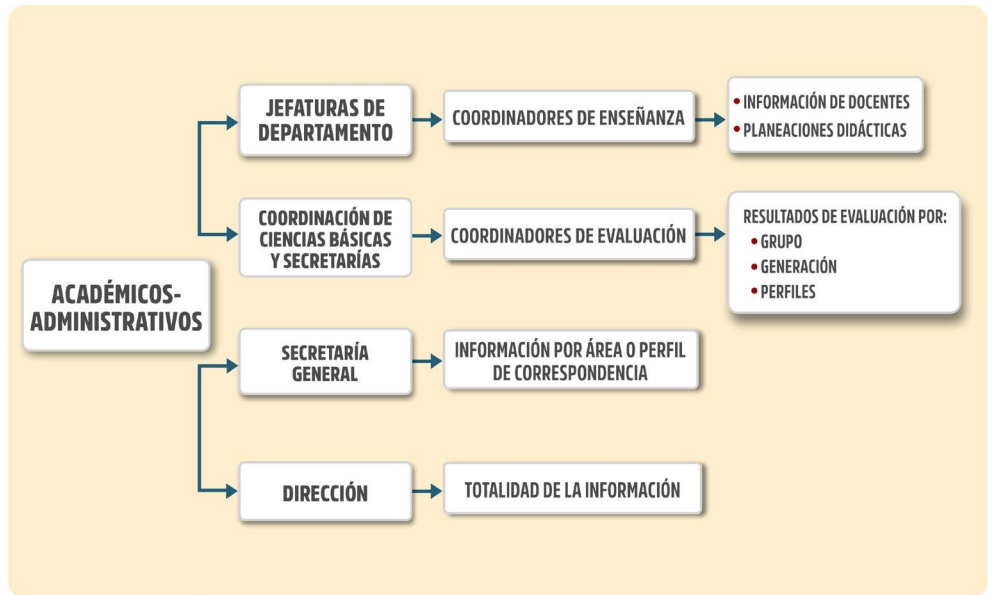 ACADÉMICOS-
ADMINISTRATIVOS
JEFATURAS DE
DEPARTAMENTO
COORDINADORES DE ENSEÑANZA
• INFORMACIÓN DE DOCENTES
• PLANEACIONES DIDÁCTICAS
COORDINACIÓN DE
CIENCIAS BÁSICAS
Y SECRETARÍAS
COORDINADORES DE EVALUACIÓN
RESULTADOS DE EVALUACIÓN POR:
• GRUPO
• GENERACIÓN
• PERFILES
SECRETARÍA
GENERAL
INFORMACIÓN POR ÁREA O PERFIL
DE CORRESPONDENCIA
DIRECCIÓN
TOTALIDAD DE LA INFORMACIÓN